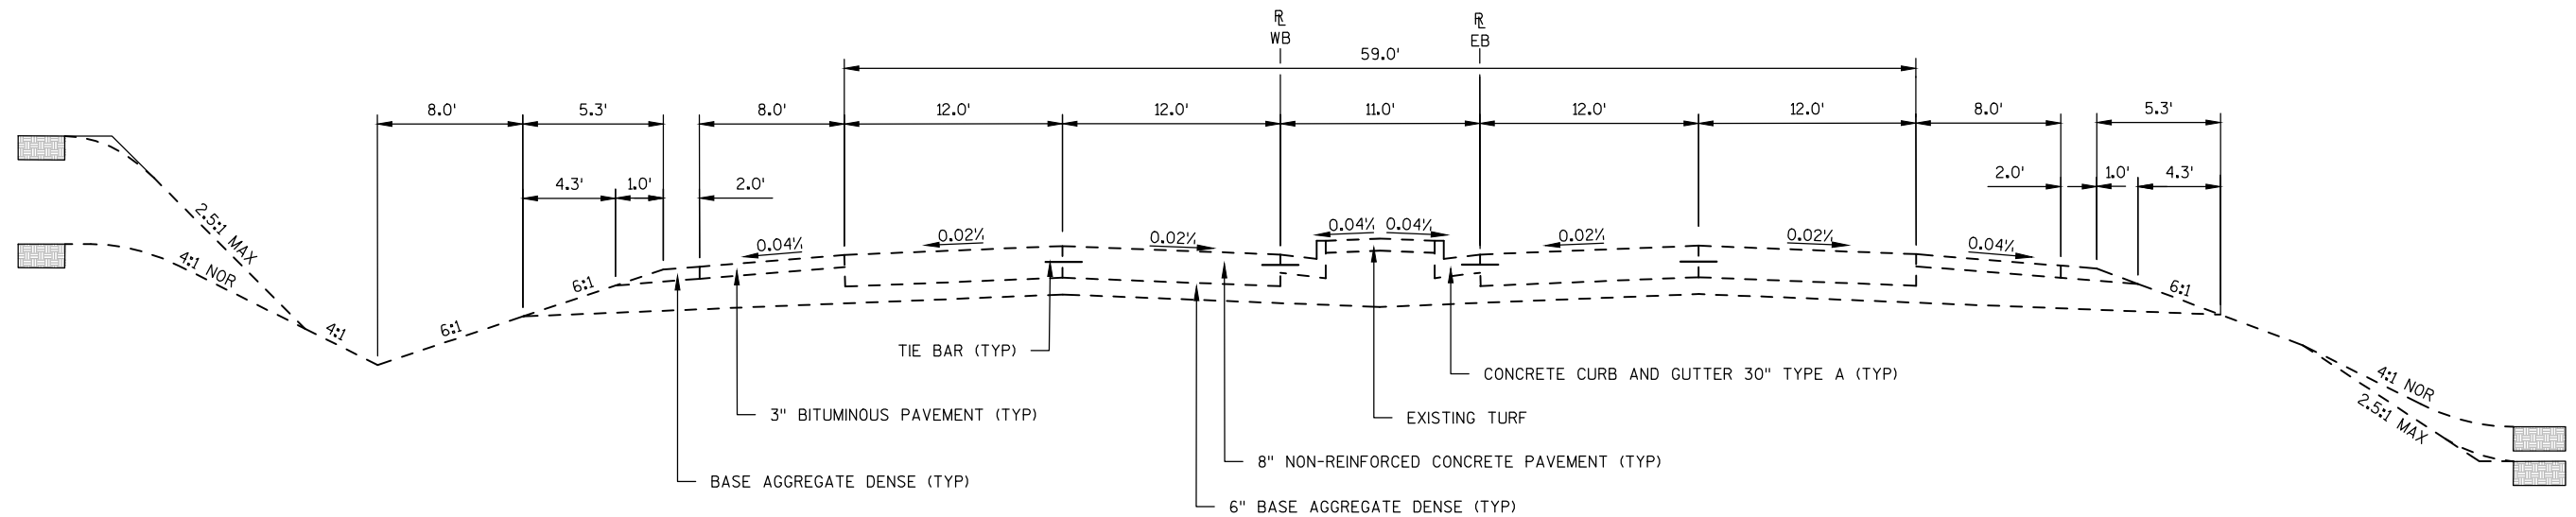 ℞ ℞
WB EB
59.0'
8.0' 5.3' 8.0' 12.0' 12.0' 11.0' 12.0' 12.0' 8.0' 5.3'
4.3' 1.0' 2.0' 2.0' 1.0' 4.3'
2.5:1 MAX
4:1 NOR
4:1
6:1
6:1
0.04'/,
0.02'/,
0.02'/,
0.04'/, 0.04'/,
0.02'/,
0.02'/,
0.04'/,
6:1
4:1 NOR
2.5:1 MAX
TIE BAR (TYP)
CONCRETE CURB AND GUTTER 30" TYPE A (TYP)
3" BITUMINOUS PAVEMENT (TYP)
EXISTING TURF
8" NON-REINFORCED CONCRETE PAVEMENT (TYP)
BASE AGGREGATE DENSE (TYP)
6" BASE AGGREGATE DENSE (TYP)